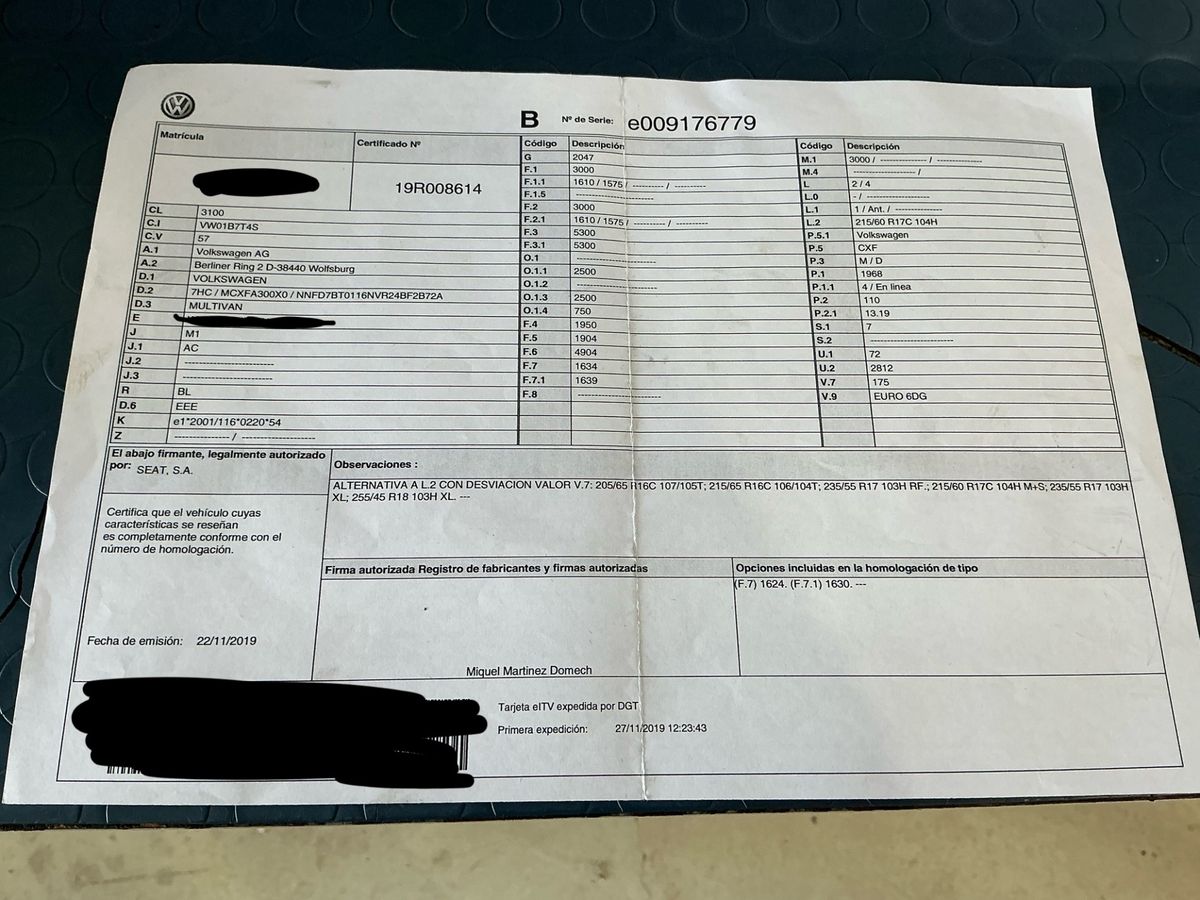 B Nº de Serie: e009176779
Matrícula
Certificado Nº
19R008614
CL 3100
C.I VW01B7T4S
C.V 57
A.1 Volkswagen AG
A.2 Berliner Ring 2 D-38440 Wolfsburg
D.1 VOLKSWAGEN
D.2 7HC / MCXFA300X0 / NNFD7BT0116NVR24BF2B72A
D.3 MULTIVAN
E
J M1
J.1 AC
J.2 --------------------------
J.3 --------------------------
R BL
D.6 EEE
K e1*2001/116*0220*54
Z ---------------- / ---------------------
Código Descripción
G 2047
F.1 3000
F.1.1 1610 / 1575 / --------- / ---------
F.1.5 -----------------------
F.2 3000
F.2.1 1610 / 1575 / --------- / ---------
F.3 5300
F.3.1 5300
O.1 ------------------------
O.1.1 2500
O.1.2 ------------------------
O.1.3 2500
O.1.4 750
F.4 1950
F.5 1904
F.6 4904
F.7 1634
F.7.1 1639
F.8 --------------------------
Código Descripción
M.1 3000 / ------------- / -------------
M.4 -------------------- /
L 2 / 4
L.0 - / ------------------
L.1 1 / Ant. / -------------
L.2 215/60 R17C 104H
P.5.1 Volkswagen
P.5 CXF
P.3 M / D
P.1 1968
P.1.1 4 / En linea
P.2 110
P.2.1 13.19
S.1 7
S.2 ------------------------
U.1 72
U.2 2812
V.7 175
V.9 EURO 6DG
El abajo firmante, legalmente autorizado
por: SEAT, S.A.
Certifica que el vehículo cuyas
características se reseñan
es completamente conforme con el
número de homologación.
Fecha de emisión: 22/11/2019
Observaciones :
ALTERNATIVA A L.2 CON DESVIACION VALOR V.7: 205/65 R16C 107/105T; 215/65 R16C 106/104T; 235/55 R17 103H RF.; 215/60 R17C 104H M+S; 235/55 R17 103H
XL; 255/45 R18 103H XL. ---
Firma autorizada Registro de fabricantes y firmas autorizadas
Miquel Martinez Domech
Opciones incluidas en la homologación de tipo
(F.7) 1624. (F.7.1) 1630. ---
Tarjeta eITV expedida por DGT
Primera expedición: 27/11/2019 12:23:43